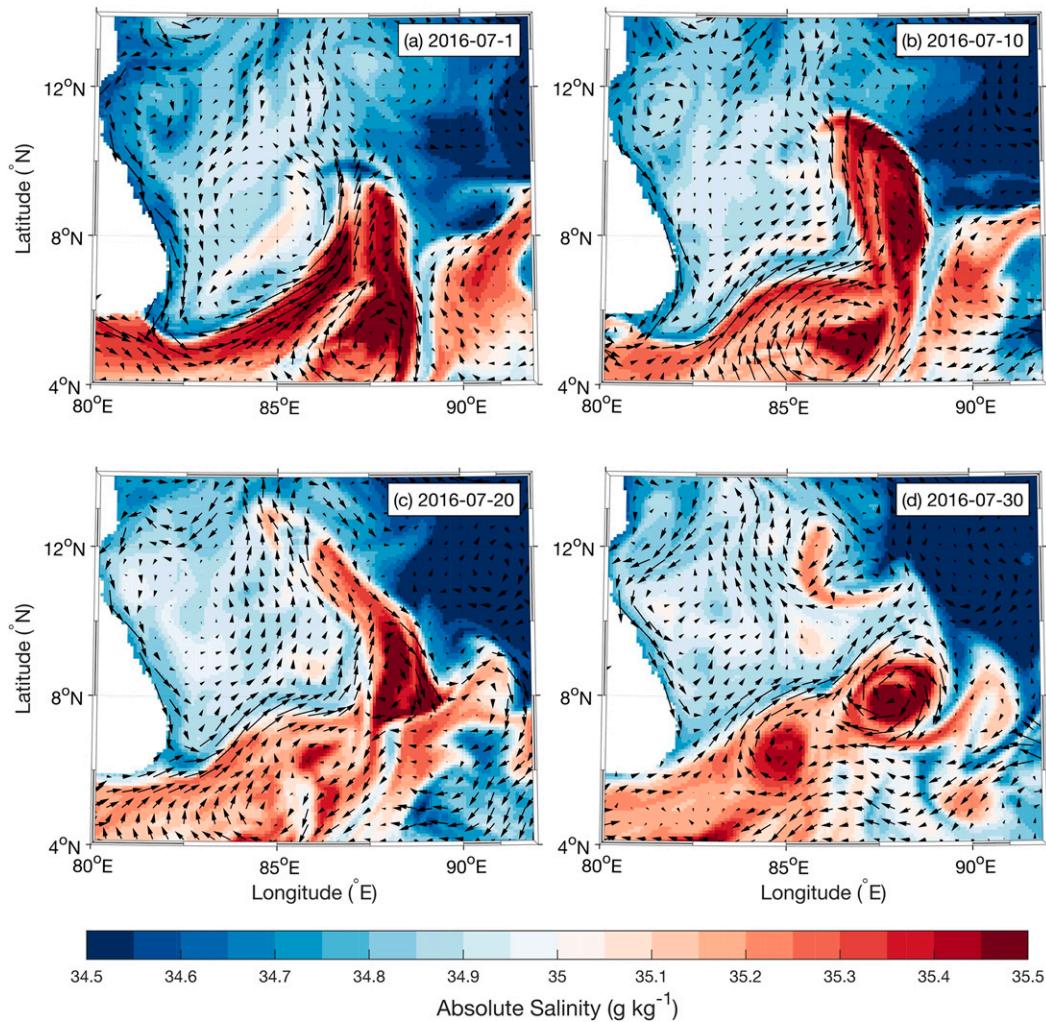 (a) 2016-07-1
(b) 2016-07-10
12°N
8°N
4°N
Latitude (°N)
80°E 85°E 90°E
12°N
8°N
4°N
80°E 85°E 90°E
(c) 2016-07-20
(d) 2016-07-30
12°N
8°N
4°N
Latitude (°N)
80°E 85°E 90°E
Longitude (°E)
12°N
8°N
4°N
80°E 85°E 90°E
Longitude (°E)
34.5 34.6 34.7 34.8 34.9 35 35.1 35.2 35.3 35.4 35.5
Absolute Salinity (g kg⁻¹)